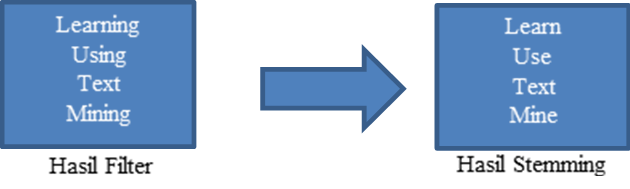 Learning
Using
Text
Mining
Hasil Filter
Learn
Use
Text
Mine
Hasil Stemming